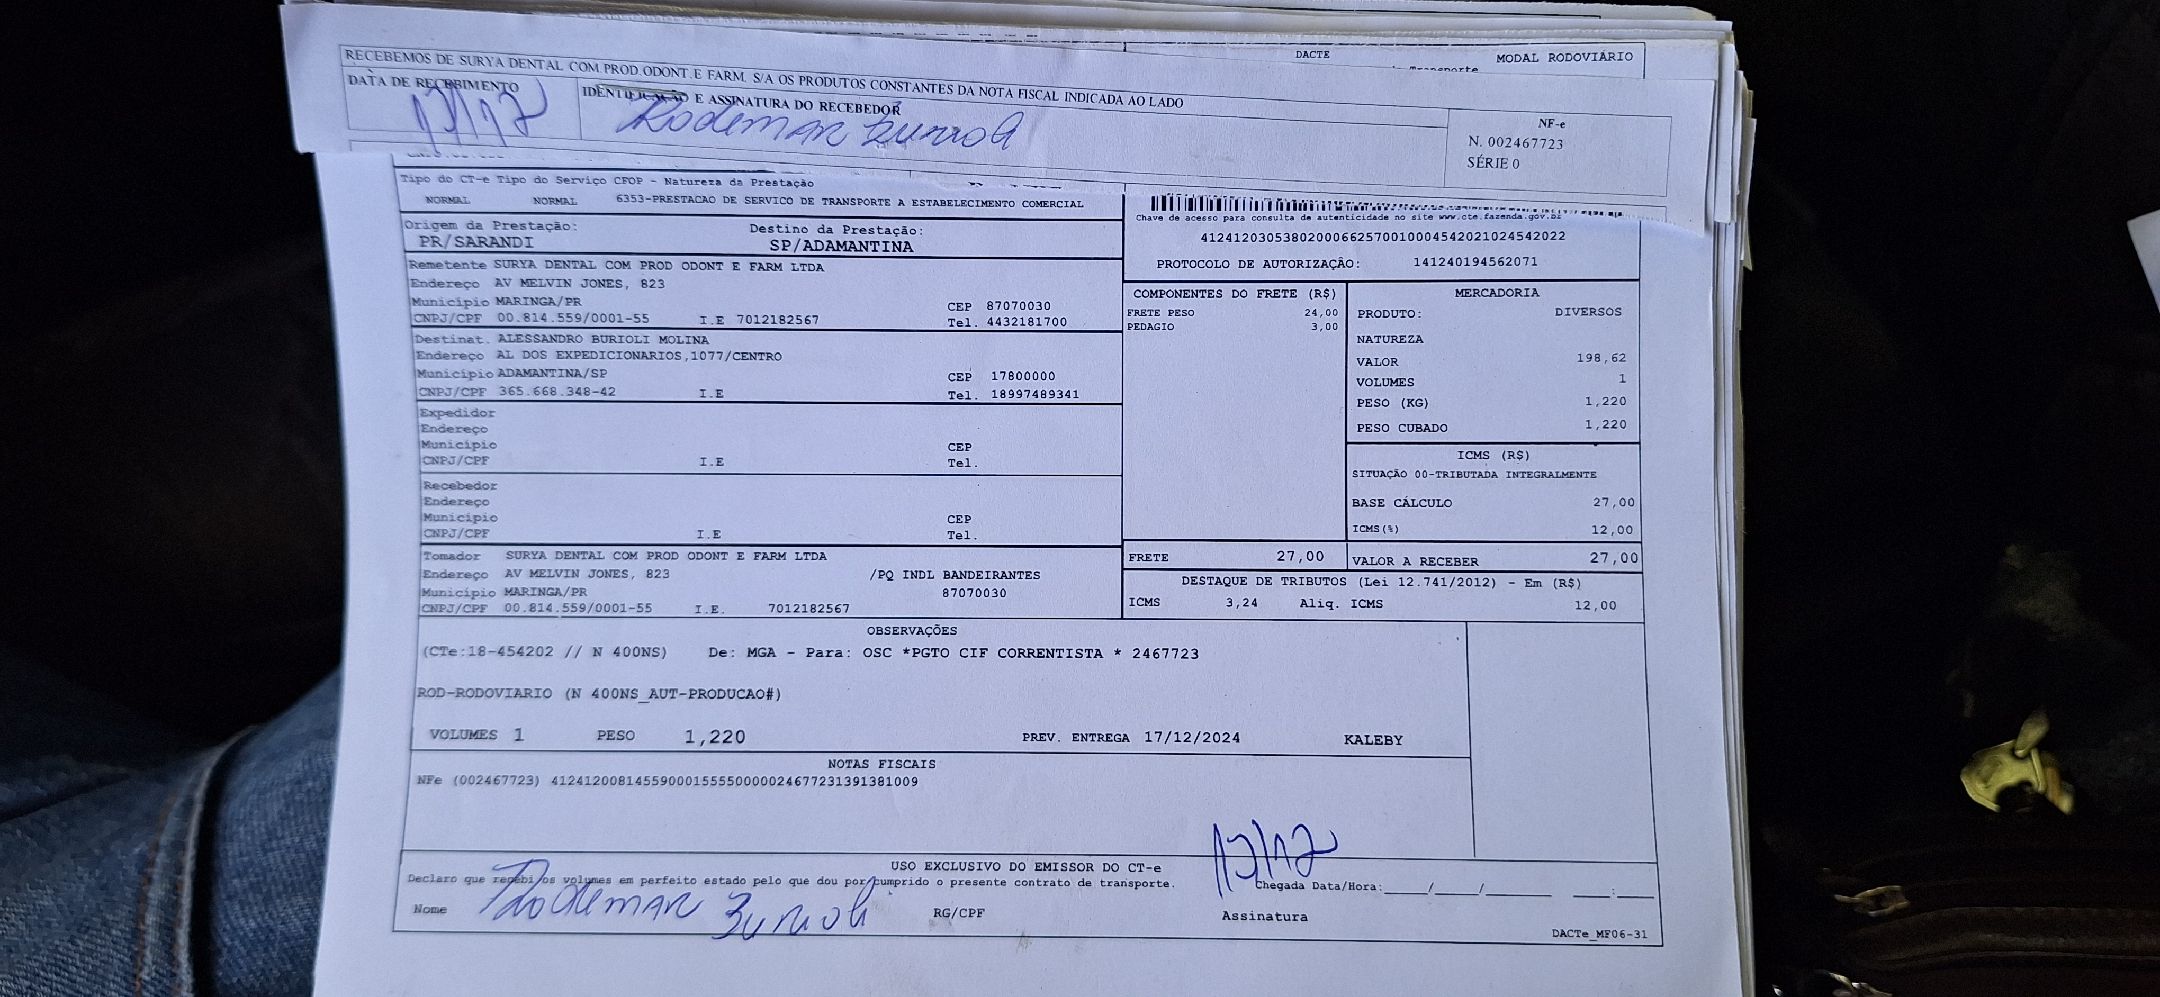 DACTE
MODAL RODOVIÁRIO
RECEBEMOS DE SURYA DENTAL COM.PROD.ODONT.E FARM. S/A OS PRODUTOS CONSTANTES DA NOTA FISCAL INDICADA AO LADO
DATA DE RECEBIMENTO
IDENTIFICAÇÃO E ASSINATURA DO RECEBEDOR
17/12
Rodemar Burioli
NF-e
N. 002467723
SÉRIE 0
Tipo do CT-e Tipo do Serviço CFOP - Natureza da Prestação
NORMAL NORMAL 6353-PRESTACAO DE SERVICO DE TRANSPORTE A ESTABELECIMENTO COMERCIAL
Chave de acesso para consulta de autenticidade no site www.cte.fazenda.gov.br
41241203053802000662570010004542021024542022
PROTOCOLO DE AUTORIZAÇÃO: 141240194562071
Origem da Prestação: Destino da Prestação:
PR/SARANDI SP/ADAMANTINA
Remetente SURYA DENTAL COM PROD ODONT E FARM LTDA
Endereço AV MELVIN JONES, 823
Município MARINGA/PR CEP 87070030
CNPJ/CPF 00.814.559/0001-55 I.E 7012182567 Tel. 4432181700
Destinat. ALESSANDRO BURIOLI MOLINA
Endereço AL DOS EXPEDICIONARIOS,1077/CENTRO
Município ADAMANTINA/SP CEP 17800000
CNPJ/CPF 365.668.348-42 I.E Tel. 18997489341
Expedidor
Endereço
Município CEP
CNPJ/CPF I.E Tel.
Recebedor
Endereço
Município CEP
CNPJ/CPF I.E Tel.
Tomador SURYA DENTAL COM PROD ODONT E FARM LTDA
Endereço AV MELVIN JONES, 823 /PQ INDL BANDEIRANTES
Município MARINGA/PR 87070030
CNPJ/CPF 00.814.559/0001-55 I.E. 7012182567
COMPONENTES DO FRETE (R$)
FRETE PESO 24,00
PEDAGIO 3,00
MERCADORIA
PRODUTO: DIVERSOS
NATUREZA
VALOR 198,62
VOLUMES 1
PESO (KG) 1,220
PESO CUBADO 1,220
ICMS (R$)
SITUAÇÃO 00-TRIBUTADA INTEGRALMENTE
BASE CÁLCULO 27,00
ICMS(%) 12,00
FRETE 27,00 VALOR A RECEBER 27,00
DESTAQUE DE TRIBUTOS (Lei 12.741/2012) - Em (R$)
ICMS 3,24 Aliq. ICMS 12,00
OBSERVAÇÕES
(CTe:18-454202 // N 400NS) De: MGA - Para: OSC *PGTO CIF CORRENTISTA * 2467723
ROD-RODOVIARIO (N 400NS_AUT-PRODUCAO#)
VOLUMES 1 PESO 1,220 PREV. ENTREGA 17/12/2024 KALEBY
NOTAS FISCAIS
NFe (002467723) 41241200814559000155550000024677231391381009
17/12
USO EXCLUSIVO DO EMISSOR DO CT-e
Declaro que recebi os volumes em perfeito estado pelo que dou por cumprido o presente contrato de transporte. Chegada Data/Hora:_____/_____/________ ____:____
Nome Rodemar Burioli RG/CPF Assinatura
DACTe_MF06-31